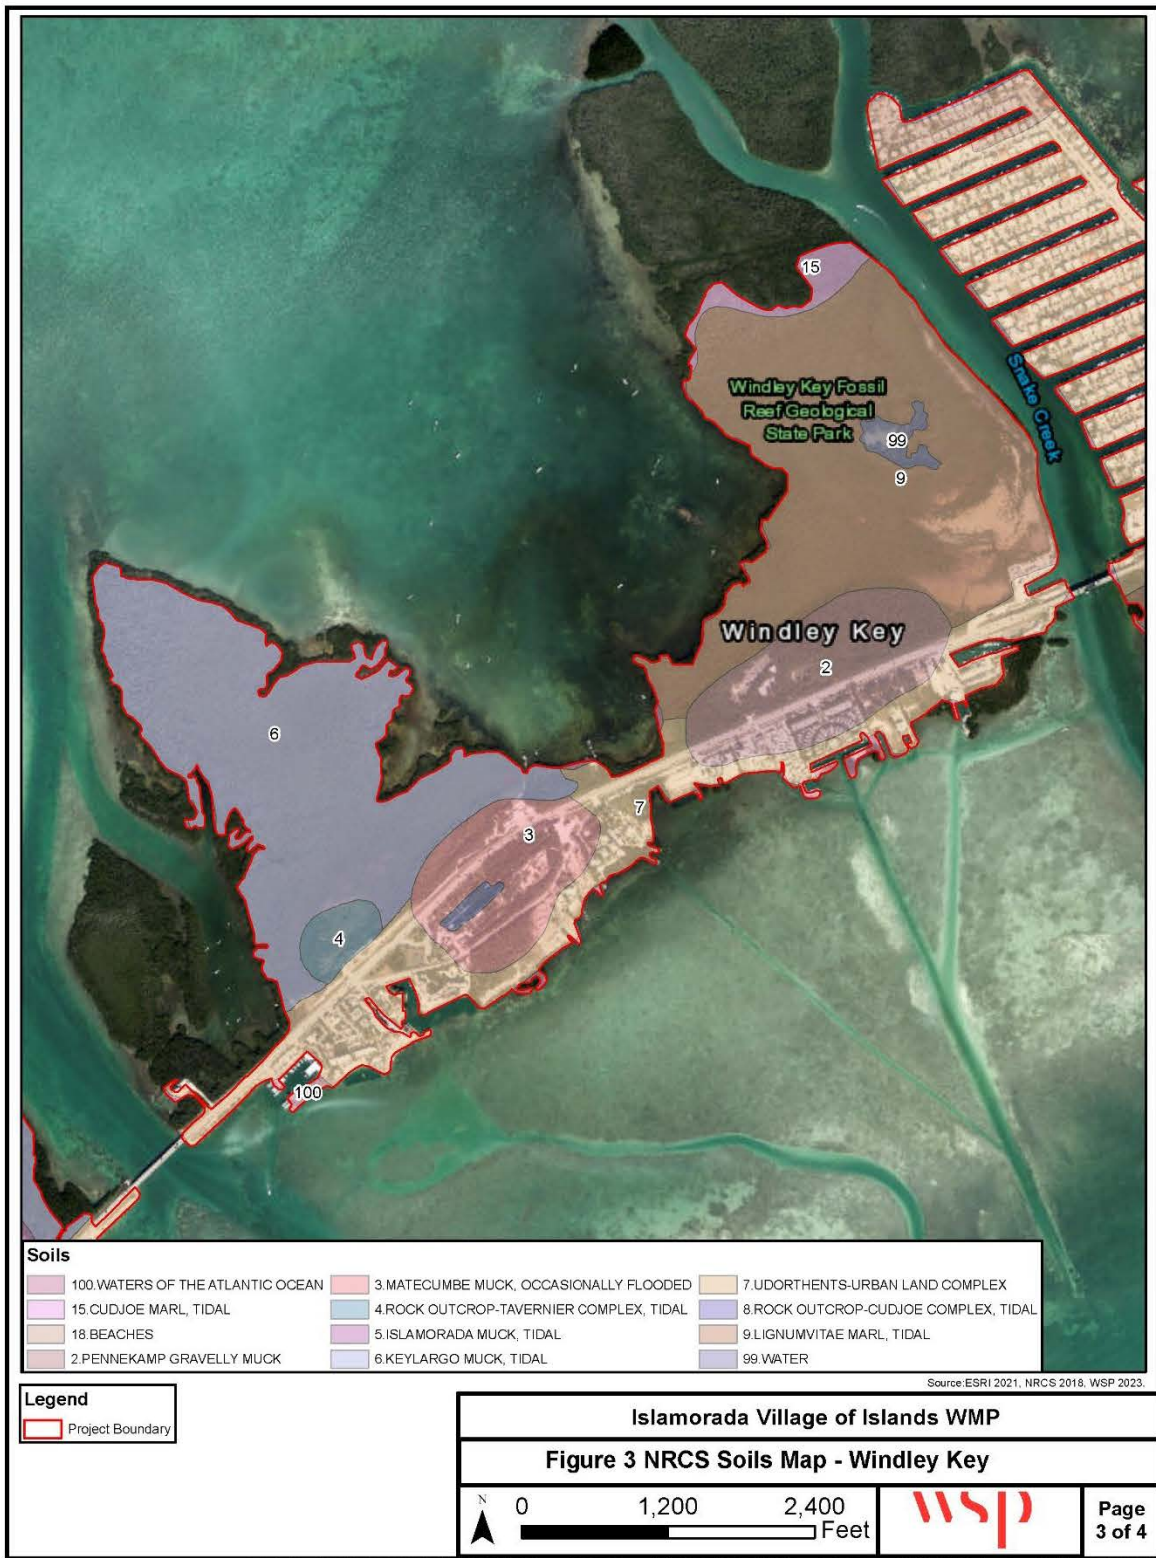 15
Windley Key Fossil
Reef Geological
State Park
99
9
Snake Creek
Windley Key
2
6
7
3
4
100
Soils
100.WATERS OF THE ATLANTIC OCEAN
15.CUDJOE MARL, TIDAL
18.BEACHES
2.PENNEKAMP GRAVELLY MUCK
3.MATECUMBE MUCK, OCCASIONALLY FLOODED
4.ROCK OUTCROP-TAVERNIER COMPLEX, TIDAL
5.ISLAMORADA MUCK, TIDAL
6.KEYLARGO MUCK, TIDAL
7.UDORTHENTS-URBAN LAND COMPLEX
8.ROCK OUTCROP-CUDJOE COMPLEX, TIDAL
9.LIGNUMVITAE MARL, TIDAL
99.WATER
Source:ESRI 2021, NRCS 2018, WSP 2023.
Legend
Project Boundary
Islamorada Village of Islands WMP
Figure 3 NRCS Soils Map - Windley Key
N
0 1,200 2,400
Feet
wsp
Page
3 of 4